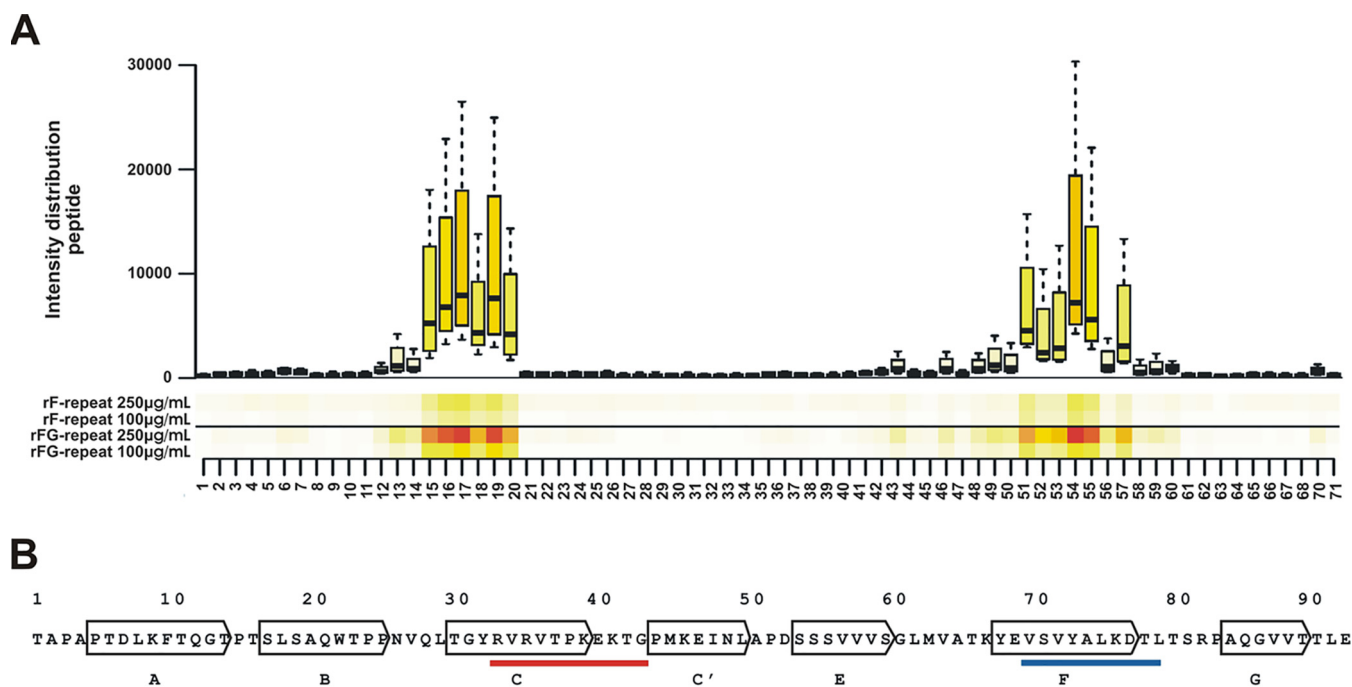 A
Intensity distribution
peptide
30000
20000
10000
0
rF-repeat 250µg/mL
rF-repeat 100µg/mL
rFG-repeat 250µg/mL
rFG-repeat 100µg/mL
1 2 3 4 5 6 7 8 9 10 11 12 13 14 15 16 17 18 19 20 21 22 23 24 25 26 27 28 29 30 31 32 33 34 35 36 37 38 39 40 41 42 43 44 45 46 47 48 49 50 51 52 53 54 55 56 57 58 59 60 61 62 63 64 65 66 67 68 70 71
B
1 10 20 30 40 50 60 70 80 90
TAPAPTDLKFTQGTPTSLSAQWTPPNVQLTGYRVRVTPKEKTGPMKEINLAPDSSSVVVSGLMVATKYEVSVYALKDTLTSRPAQGVVTTLE
A B C C′ E F G